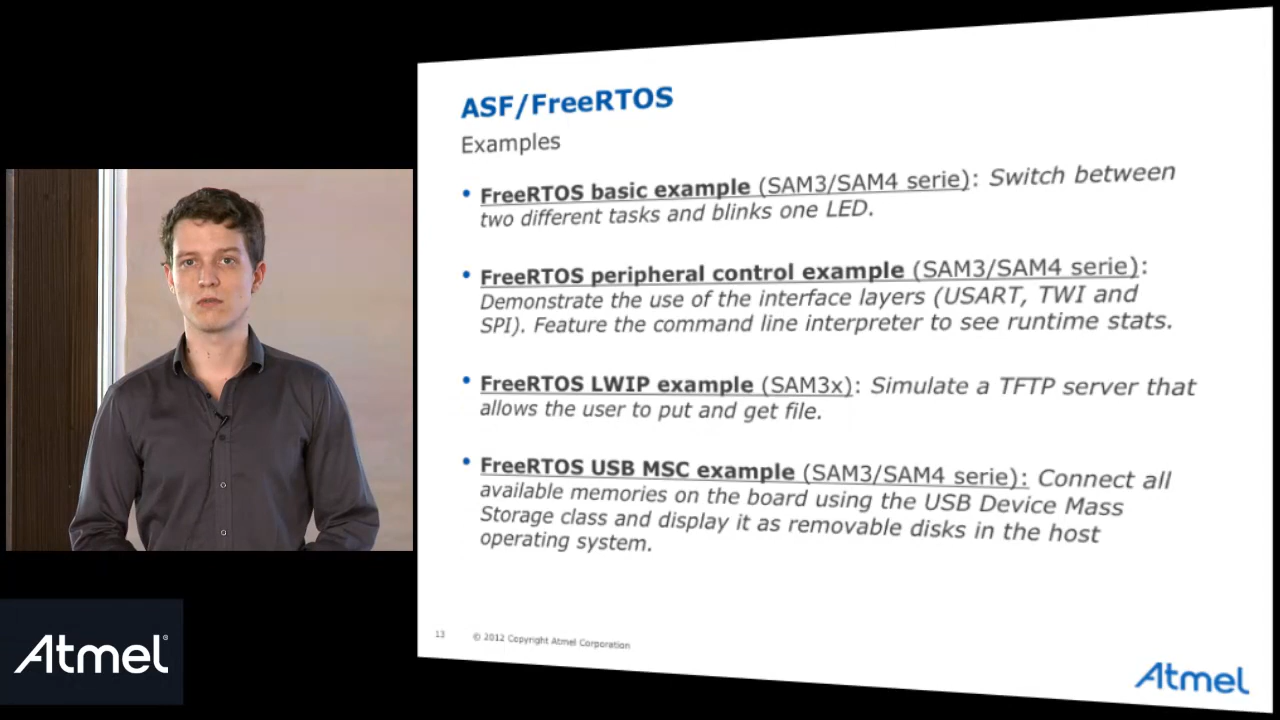 ASF/FreeRTOS
Examples
• FreeRTOS basic example (SAM3/SAM4 serie): Switch between
two different tasks and blinks one LED.
• FreeRTOS peripheral control example (SAM3/SAM4 serie):
Demonstrate the use of the interface layers (USART, TWI and
SPI). Feature the command line interpreter to see runtime stats.
• FreeRTOS LWIP example (SAM3x): Simulate a TFTP server that
allows the user to put and get file.
• FreeRTOS USB MSC example (SAM3/SAM4 serie): Connect all
available memories on the board using the USB Device Mass
Storage class and display it as removable disks in the host
operating system.
13 © 2012 Copyright Atmel Corporation
Atmel
Atmel®